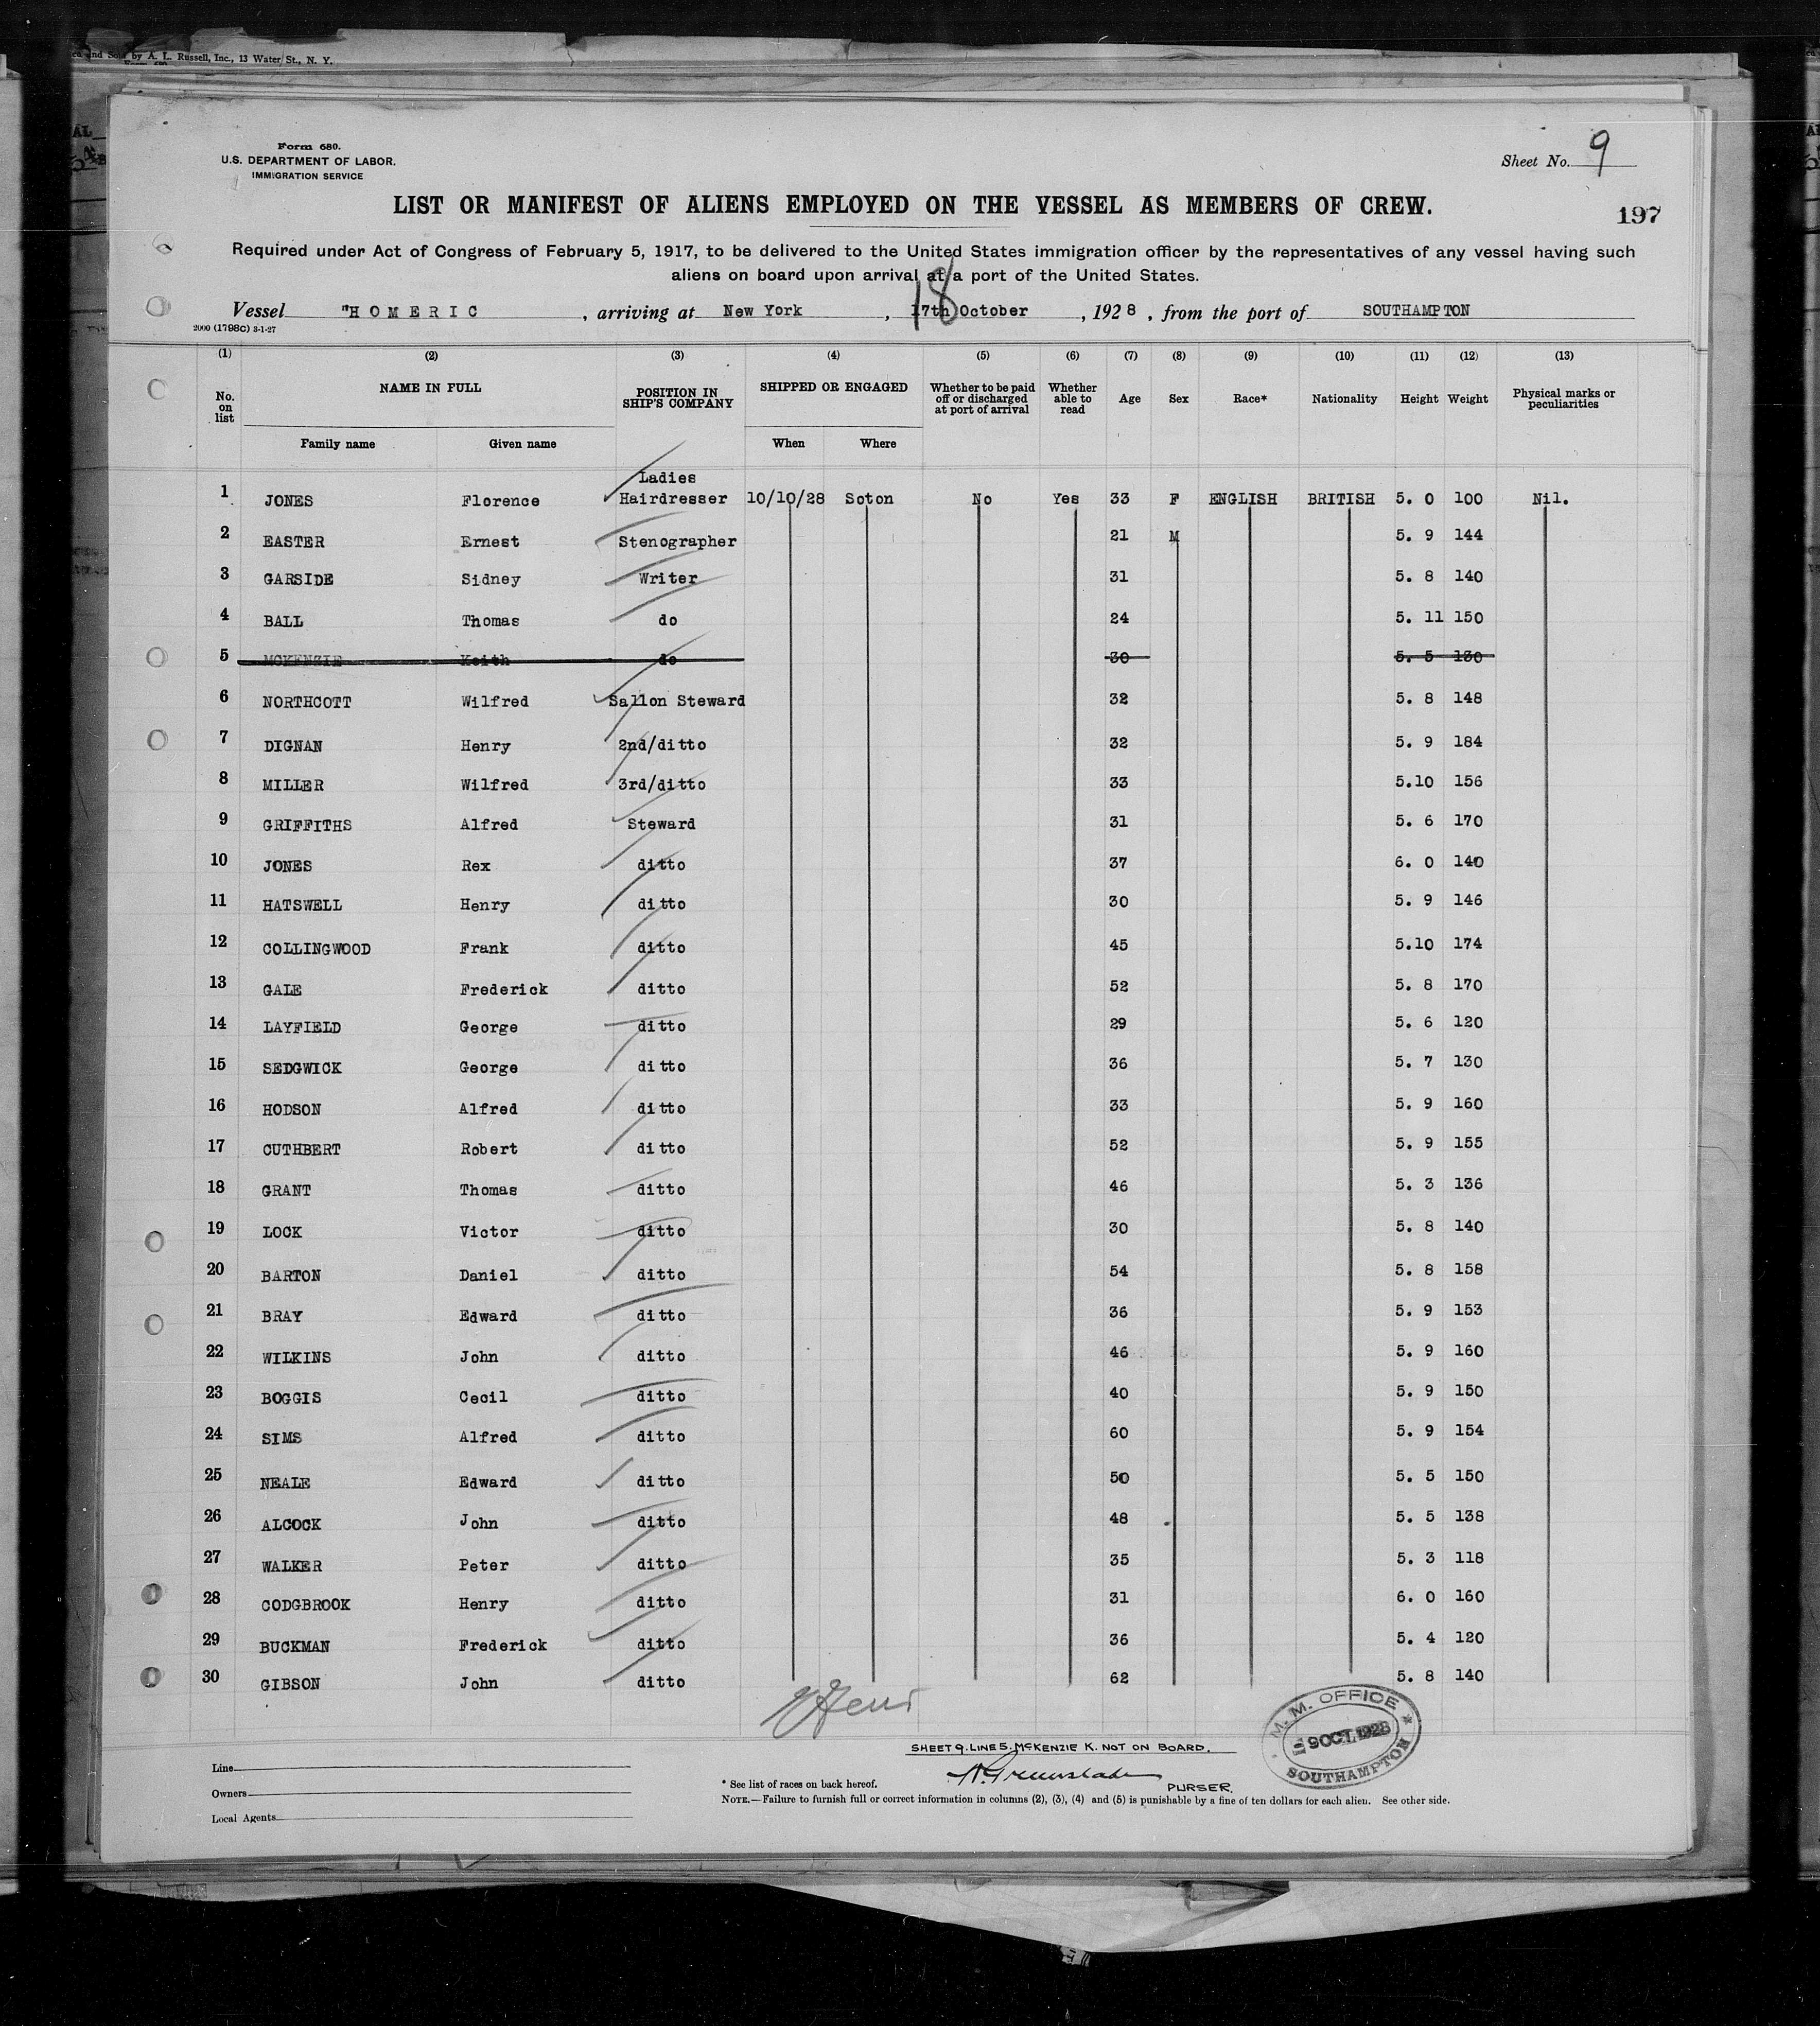 ed and Sold by A. L. Russell, Inc., 13 Water St., N. Y.
Form 680.
U.S. DEPARTMENT OF LABOR.
IMMIGRATION SERVICE
Sheet No. 9
LIST OR MANIFEST OF ALIENS EMPLOYED ON THE VESSEL AS MEMBERS OF CREW.
197
Required under Act of Congress of February 5, 1917, to be delivered to the United States immigration officer by the representatives of any vessel having such
aliens on board upon arrival at a port of the United States.
18
Vessel "HOMERIC, arriving at New York, 17th October, 1928, from the port of SOUTHAMPTON
2000 (1798c) 3-1-27
(1) (2) (3) (4) (5) (6) (7) (8) (9) (10) (11) (12) (13)
No. on list NAME IN FULL POSITION IN SHIP'S COMPANY SHIPPED OR ENGAGED Whether to be paid off or discharged at port of arrival Whether able to read Age Sex Race* Nationality Height Weight Physical marks or peculiarities
Family name Given name When Where
1 JONES Florence Ladies Hairdresser 10/10/28 Soton No Yes 33 F ENGLISH BRITISH 5. 0 100 Nil.
2 EASTER Ernest Stenographer 21 M 5. 9 144
3 GARSIDE Sidney Writer 31 5. 8 140
4 BALL Thomas do 24 5. 11 150
5 MCKENZIE Keith do 30 5. 5 130
6 NORTHCOTT Wilfred Sallon Steward 32 5. 8 148
7 DIGNAN Henry 2nd/ditto 32 5. 9 184
8 MILLER Wilfred 3rd/ditto 33 5.10 156
9 GRIFFITHS Alfred Steward 31 5. 6 170
10 JONES Rex ditto 37 6. 0 140
11 HATSWELL Henry ditto 30 5. 9 146
12 COLLINGWOOD Frank ditto 45 5.10 174
13 GALE Frederick ditto 52 5. 8 170
14 LAYFIELD George ditto 29 5. 6 120
15 SEDGWICK George ditto 36 5. 7 130
16 HODSON Alfred ditto 33 5. 9 160
17 CUTHBERT Robert ditto 52 5. 9 155
18 GRANT Thomas ditto 46 5. 3 136
19 LOCK Victor ditto 30 5. 8 140
20 BARTON Daniel ditto 54 5. 8 158
21 BRAY Edward ditto 36 5. 9 153
22 WILKINS John ditto 46 5. 9 160
23 BOGGIS Cecil ditto 40 5. 9 150
24 SIMS Alfred ditto 60 5. 9 154
25 NEALE Edward ditto 50 5. 5 150
26 ALCOCK John ditto 48 5. 5 138
27 WALKER Peter ditto 35 5. 3 118
28 CODGBROOK Henry ditto 31 6. 0 160
29 BUCKMAN Frederick ditto 36 5. 4 120
30 GIBSON John ditto 62 5. 8 140
M. M. OFFICE
9 OCT. 1928
SOUTHAMPTON
SHEET 9. LINE 5. McKENZIE K. NOT ON BOARD.
Line
* See list of races on back hereof.
PURSER.
Owners
NOTE.—Failure to furnish full or correct information in columns (2), (3), (4) and (5) is punishable by a fine of ten dollars for each alien. See other side.
Local Agents